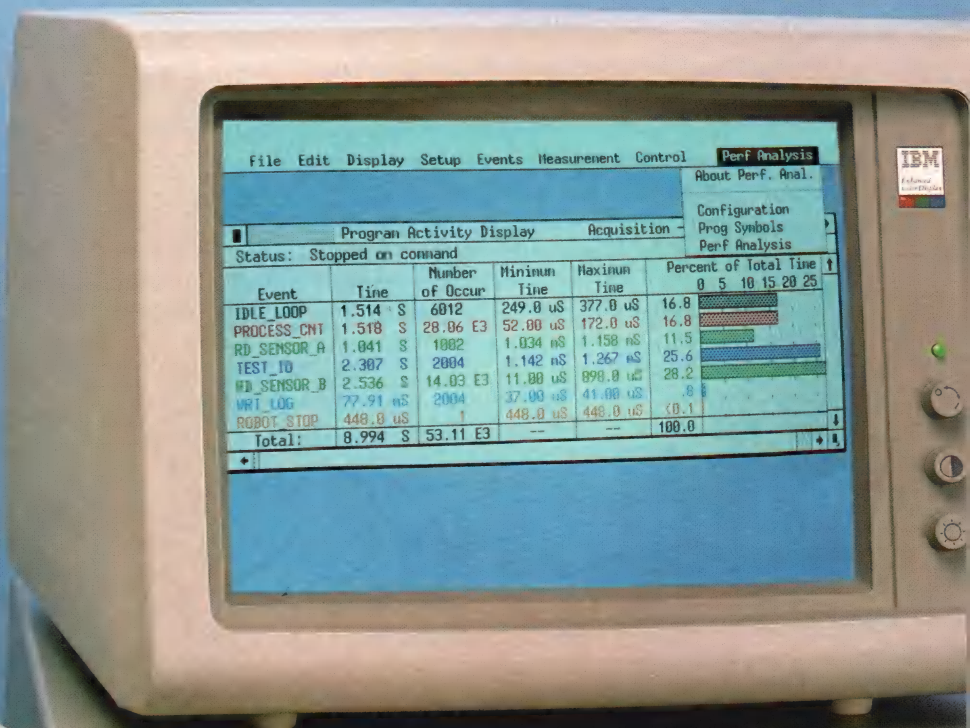 File Edit Display Setup Events Measurement Control Perf Analysis
About Perf. Anal.
Configuration
Prog Symbols
Perf Analysis
Program Activity Display Acquisition -
Status: Stopped on command
Event Time Number of Occur Minimum Time Maximum Time Percent of Total Time
0 5 10 15 20 25
IDLE_LOOP 1.514 S 6012 249.0 uS 377.0 uS 16.8
PROCESS_CNT 1.518 S 28.06 E3 52.00 uS 172.0 uS 16.8
RD_SENSOR_A 1.041 S 1002 1.034 mS 1.158 mS 11.5
TEST_IO 2.307 S 2004 1.142 mS 1.267 mS 25.6
RD_SENSOR_B 2.536 S 14.03 E3 11.00 uS 890.0 uS 28.2
WRT_LOG 77.91 mS 2004 37.00 uS 41.00 uS .8
ROBOT_STOP 448.0 uS 1 448.0 uS 448.0 uS <0.1
Total: 8.994 S 53.11 E3 -- -- 100.0
IBM
Enhanced Color Display